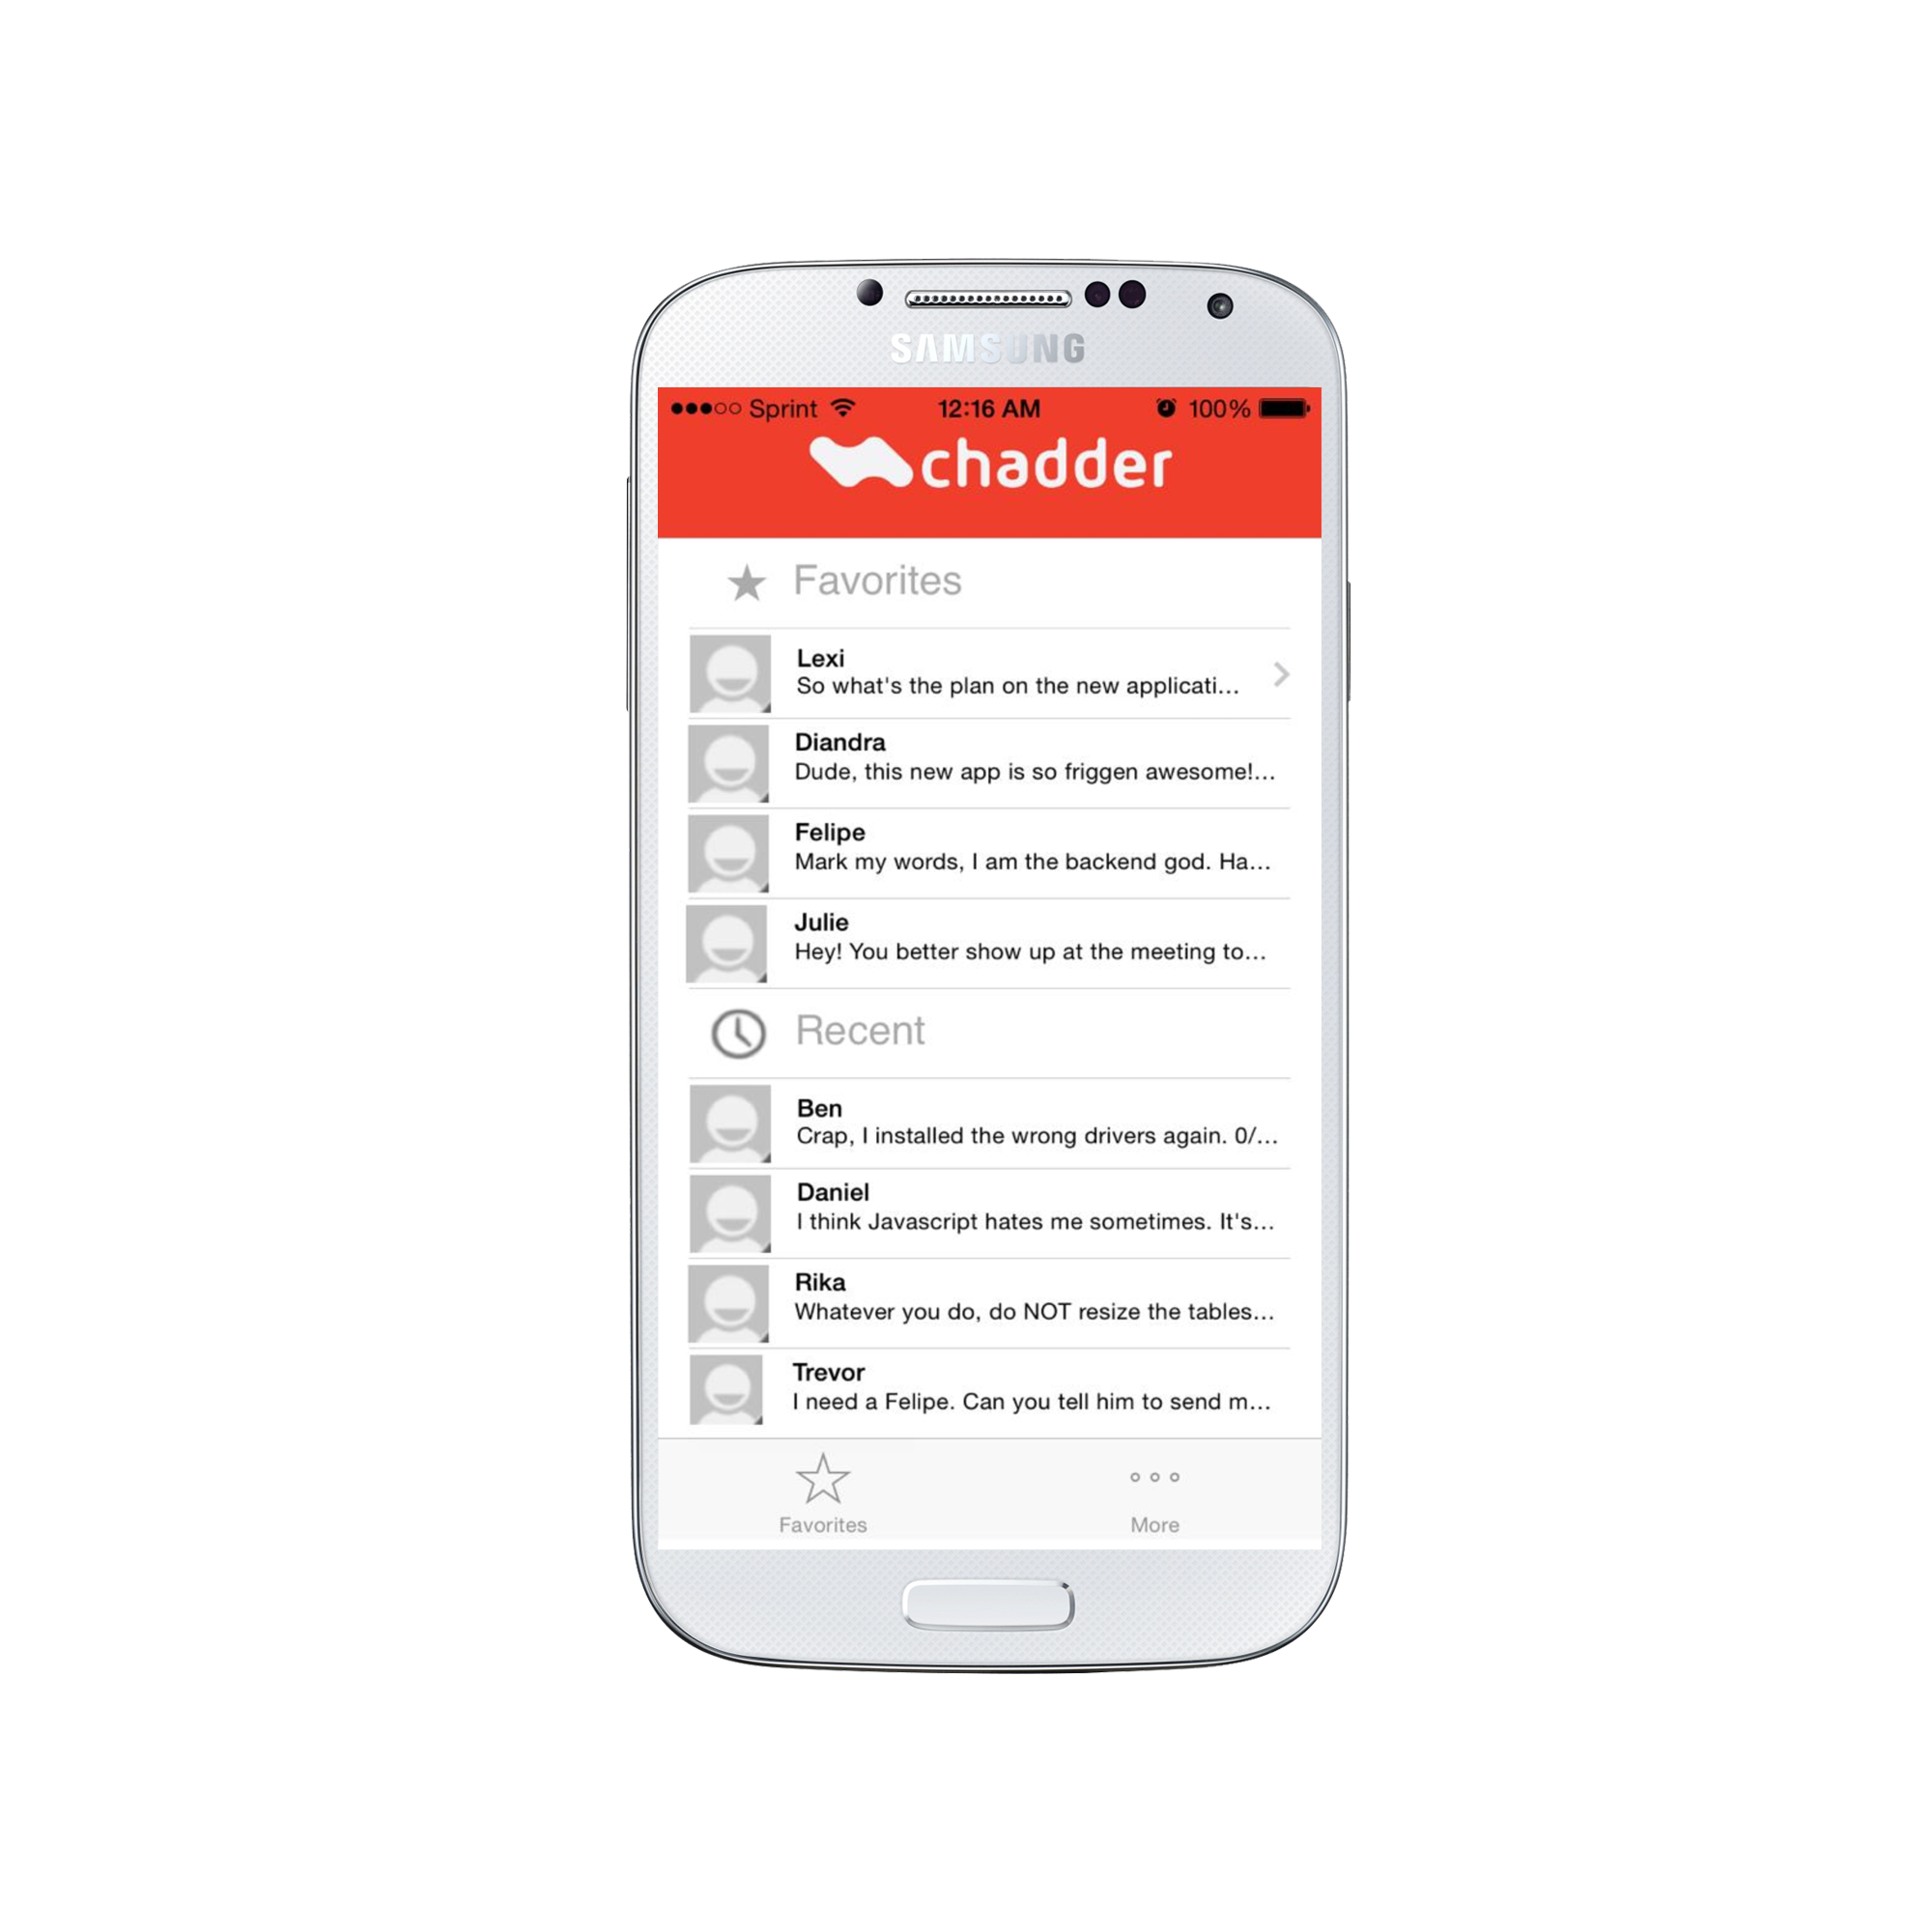 SAMSUNG
Sprint 12:16 AM 100%
chadder
Favorites
Lexi
So what's the plan on the new applicati...
Diandra
Dude, this new app is so friggen awesome!...
Felipe
Mark my words, I am the backend god. Ha...
Julie
Hey! You better show up at the meeting to...
Recent
Ben
Crap, I installed the wrong drivers again. 0/...
Daniel
I think Javascript hates me sometimes. It's...
Rika
Whatever you do, do NOT resize the tables...
Trevor
I need a Felipe. Can you tell him to send m...
Favorites More